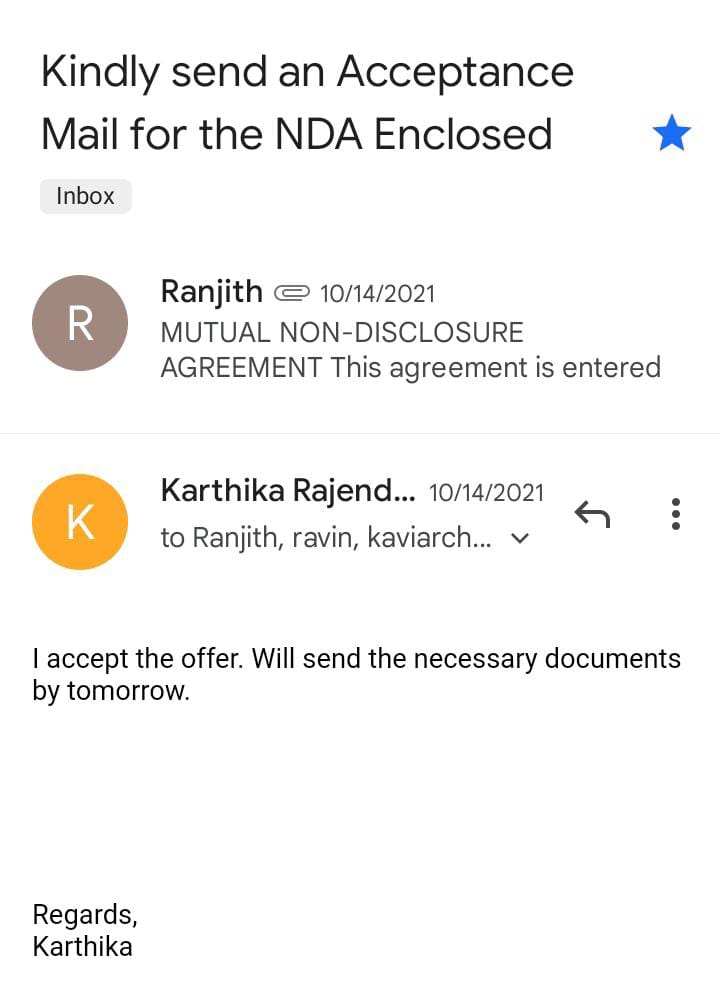 Kindly send an Acceptance
Mail for the NDA Enclosed
Inbox
R
Ranjith 10/14/2021
MUTUAL NON-DISCLOSURE
AGREEMENT This agreement is entered
K
Karthika Rajend... 10/14/2021
to Ranjith, ravin, kaviarch...
I accept the offer. Will send the necessary documents
by tomorrow.
Regards,
Karthika